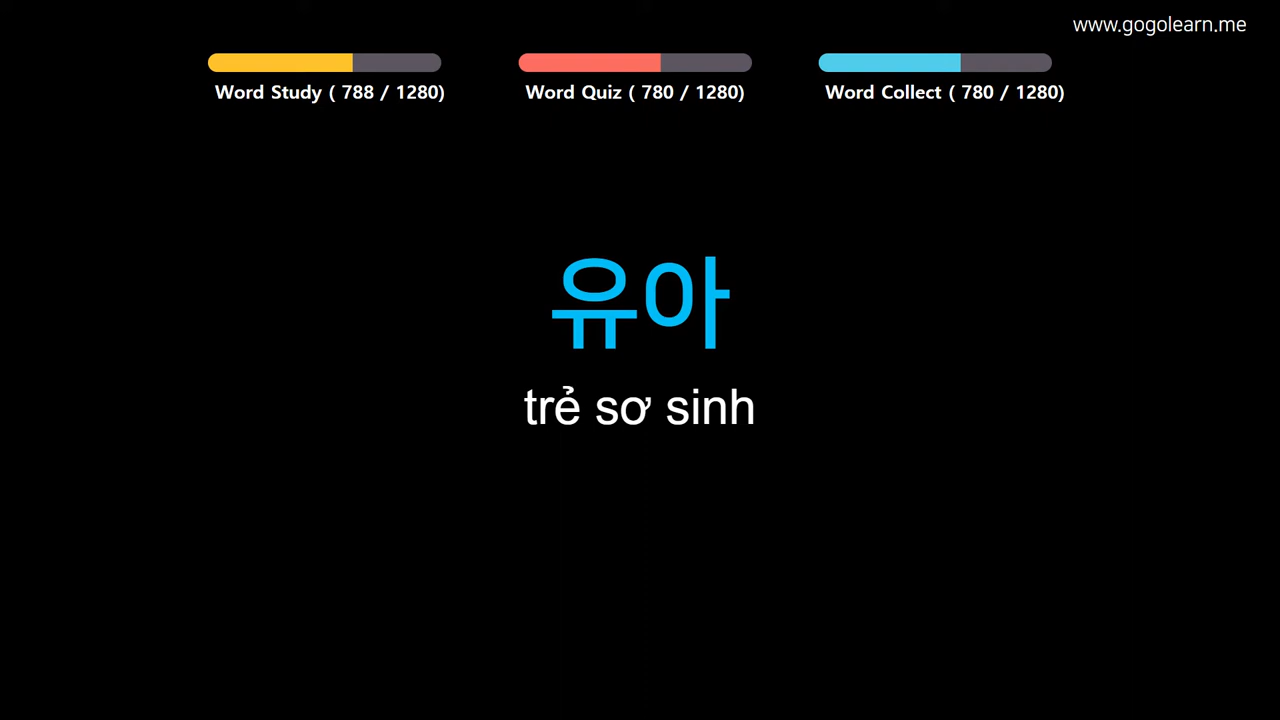 www.gogolearn.me
Word Study ( 788 / 1280)
Word Quiz ( 780 / 1280)
Word Collect ( 780 / 1280)
유아
trẻ sơ sinh